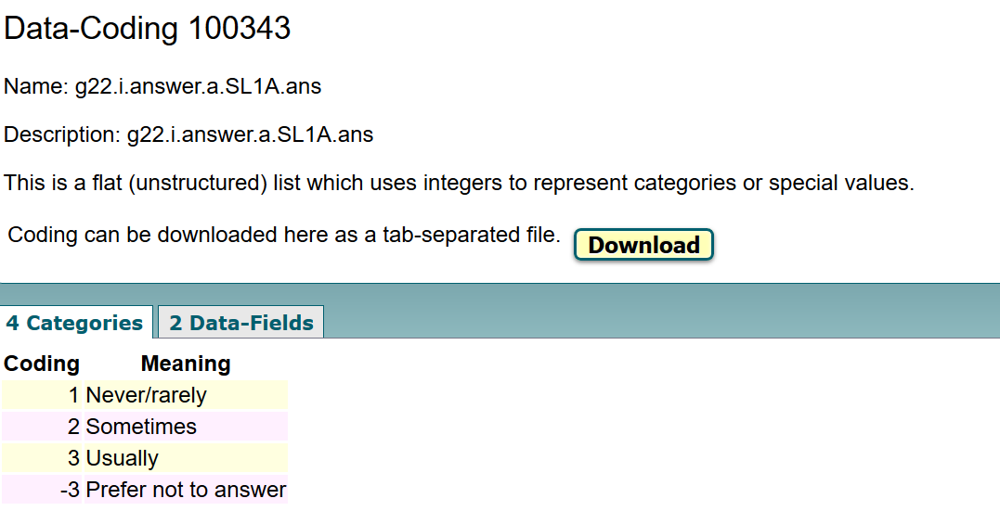 Data-Coding 100343
Name: g22.i.answer.a.SL1A.ans
Description: g22.i.answer.a.SL1A.ans
This is a flat (unstructured) list which uses integers to represent categories or special values.
Coding can be downloaded here as a tab-separated file. Download
4 Categories 2 Data-Fields
Coding Meaning
1 Never/rarely
2 Sometimes
3 Usually
-3 Prefer not to answer